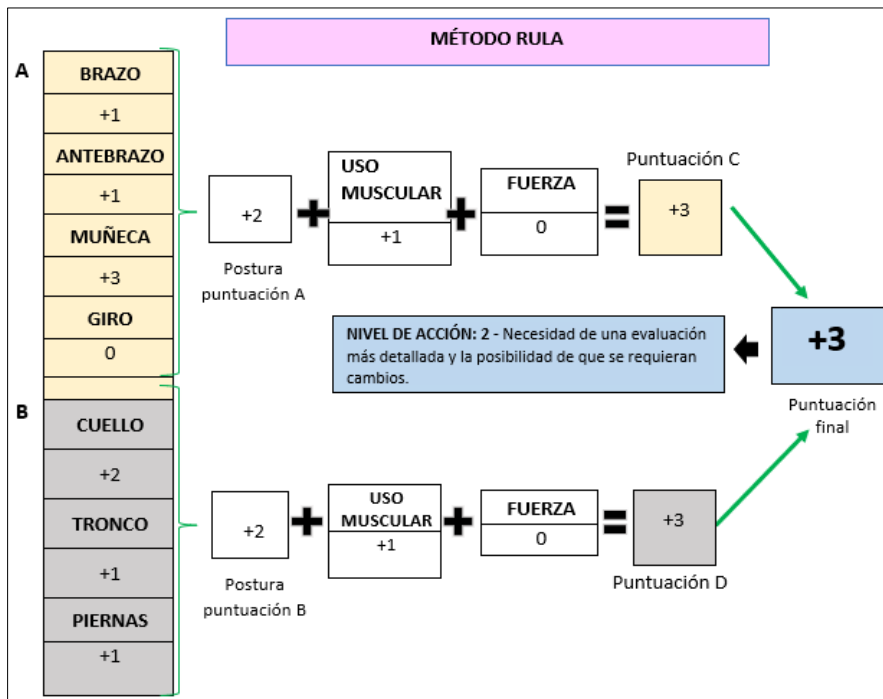 MÉTODO RULA
A
BRAZO
+1
ANTEBRAZO
+1
MUÑECA
+3
GIRO
0
+2
Postura
puntuación A
USO
MUSCULAR
+1
FUERZA
0
Puntuación C
+3
NIVEL DE ACCIÓN: 2 - Necesidad de una evaluación
más detallada y la posibilidad de que se requieran
cambios.
+3
Puntuación
final
B
CUELLO
+2
TRONCO
+1
PIERNAS
+1
+2
Postura
puntuación B
USO
MUSCULAR
+1
FUERZA
0
+3
Puntuación D